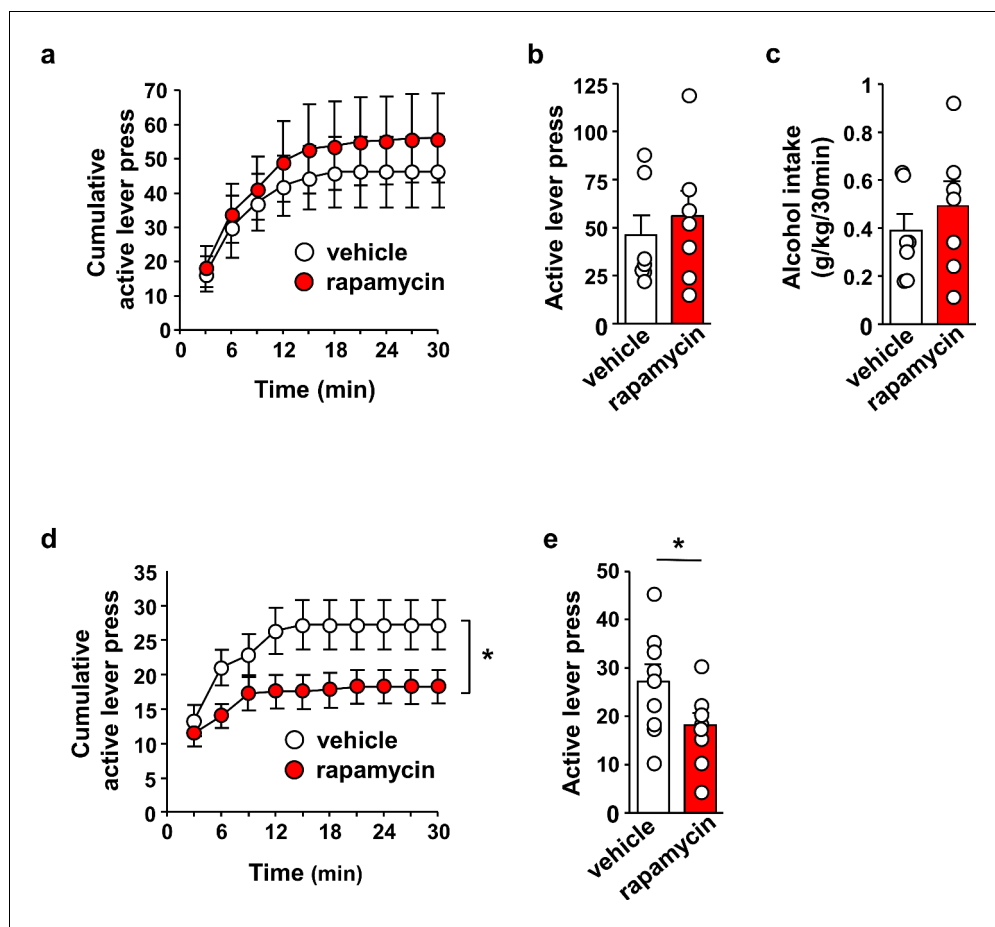 a
Cumulative
active lever press
70
60
50
40
30
20
10
0
0
6
12
18
24
30
Time (min)
vehicle
rapamycin
b
Active lever press
125
100
75
50
25
0
vehicle
rapamycin
c
Alcohol intake
(g/kg/30min)
1
0.8
0.6
0.4
0.2
0
vehicle
rapamycin
d
Cumulative
active lever press
35
30
25
20
15
10
5
0
0
6
12
18
24
30
Time (min)
vehicle
rapamycin
*
e
Active lever press
50
40
30
20
10
0
*
vehicle
rapamycin